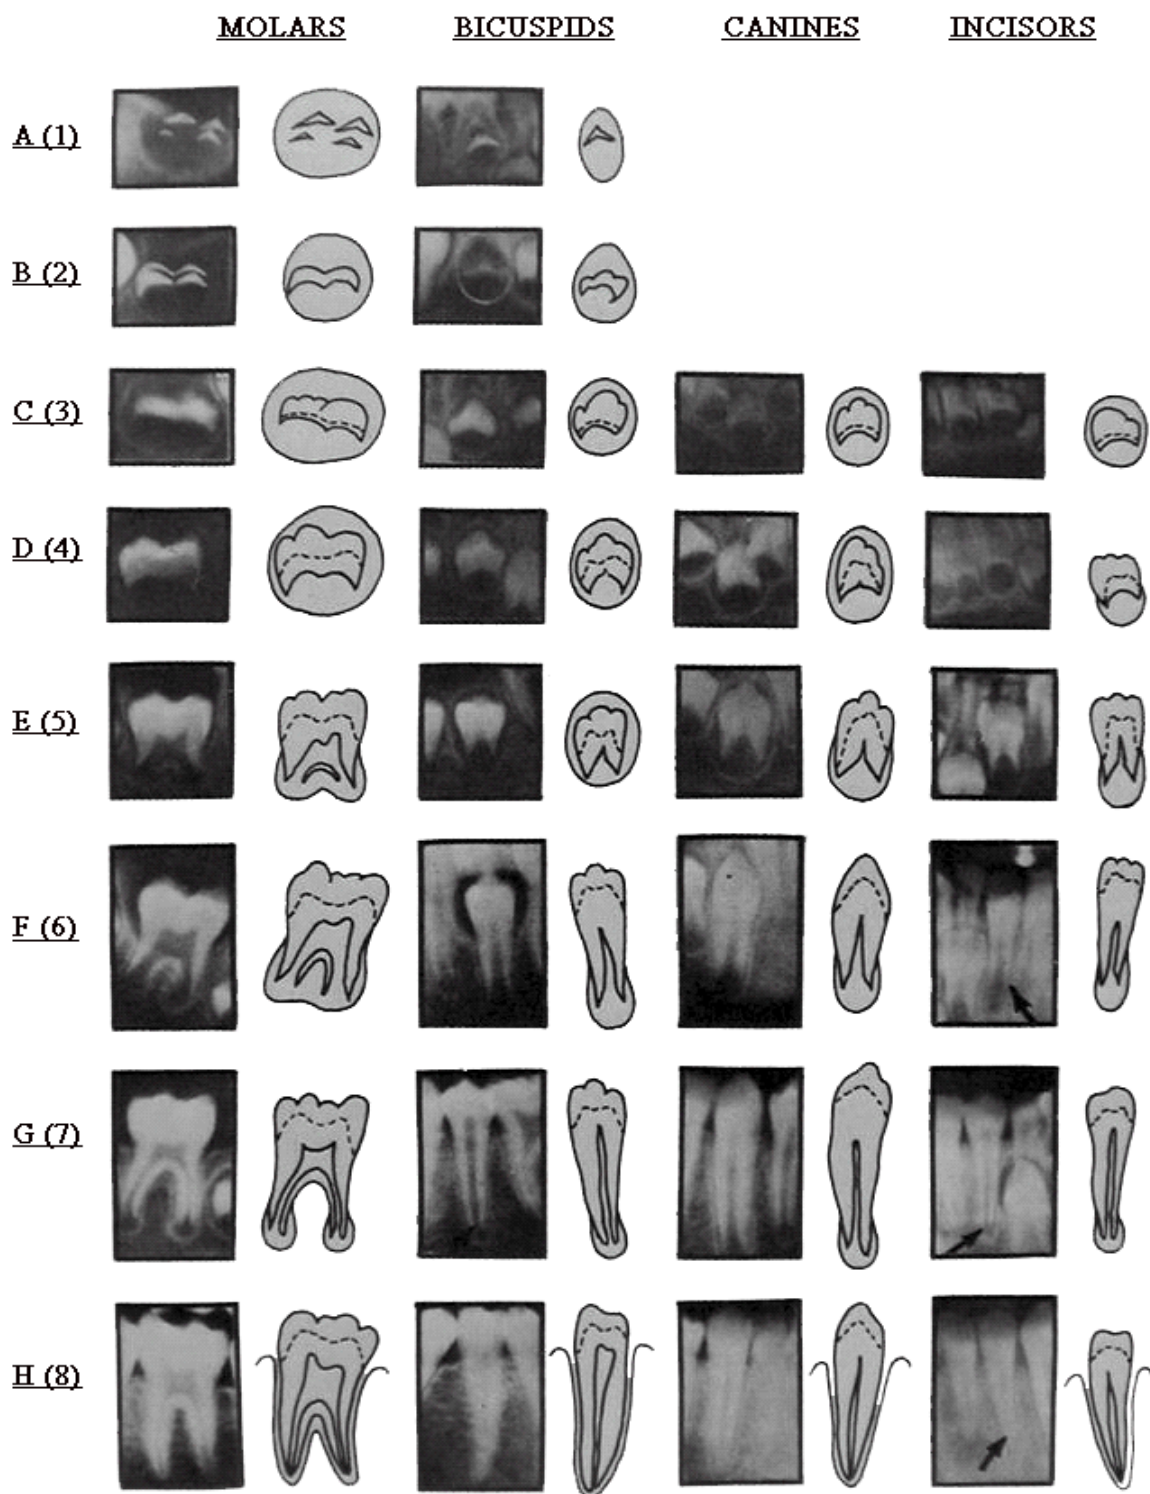 MOLARS BICUSPIDS CANINES INCISORS
A (1)
B (2)
C (3)
D (4)
E (5)
F (6)
G (7)
H (8)